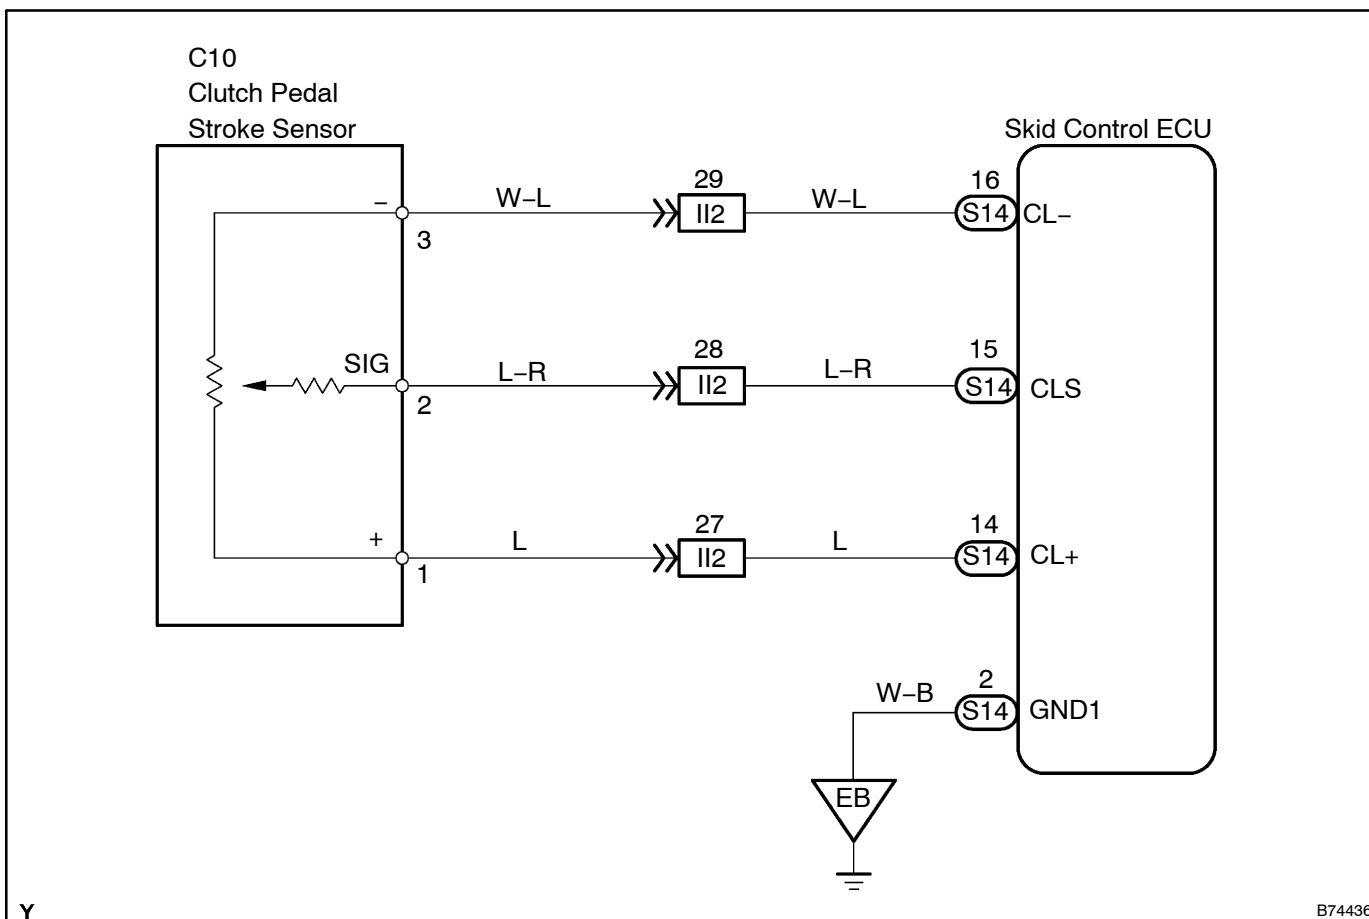 C10
Clutch Pedal
Stroke Sensor
Skid Control ECU
−
3
W−L
29
II2
W−L
16
S14
CL−
SIG
2
L−R
28
II2
L−R
15
S14
CLS
+
1
L
27
II2
L
14
S14
CL+
W−B
2
S14
GND1
EB
Y
B74436